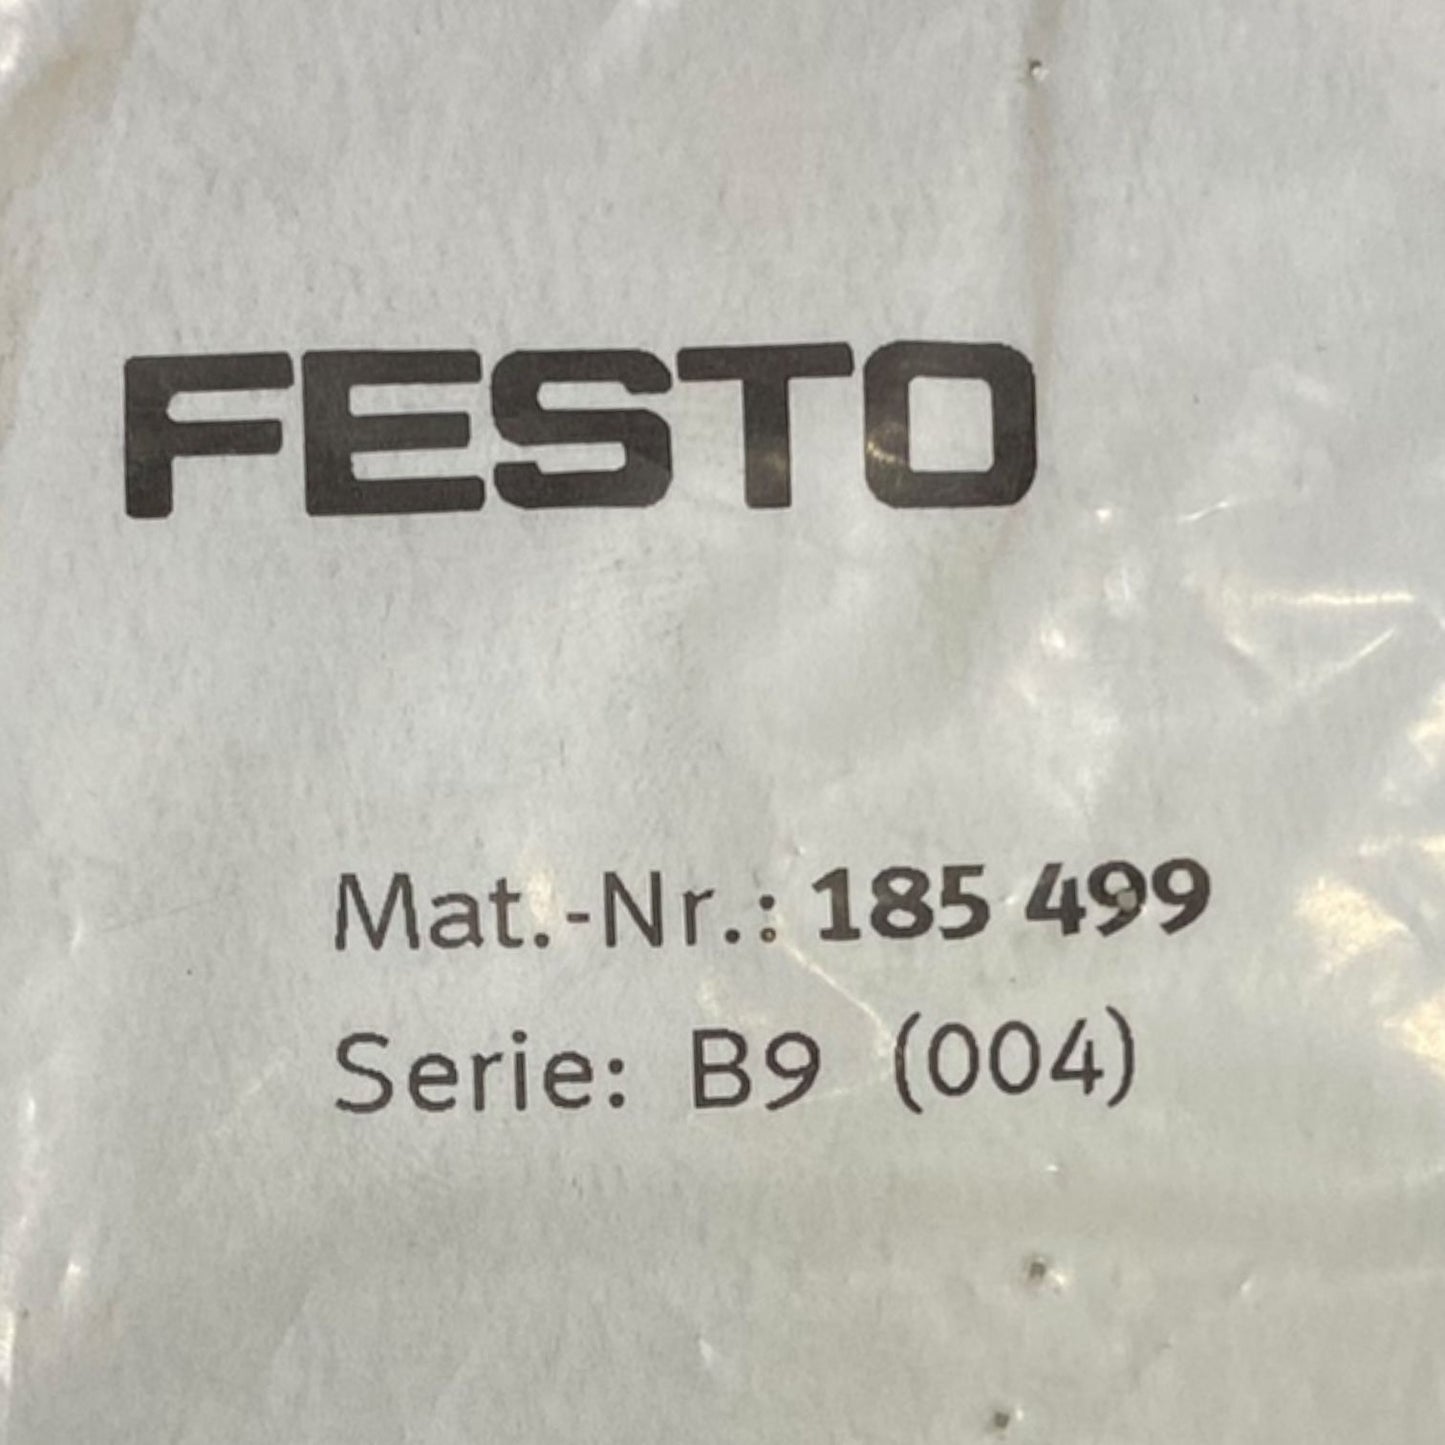 FESTO
Mat.-Nr.: 185 499
Serie: B9 (004)